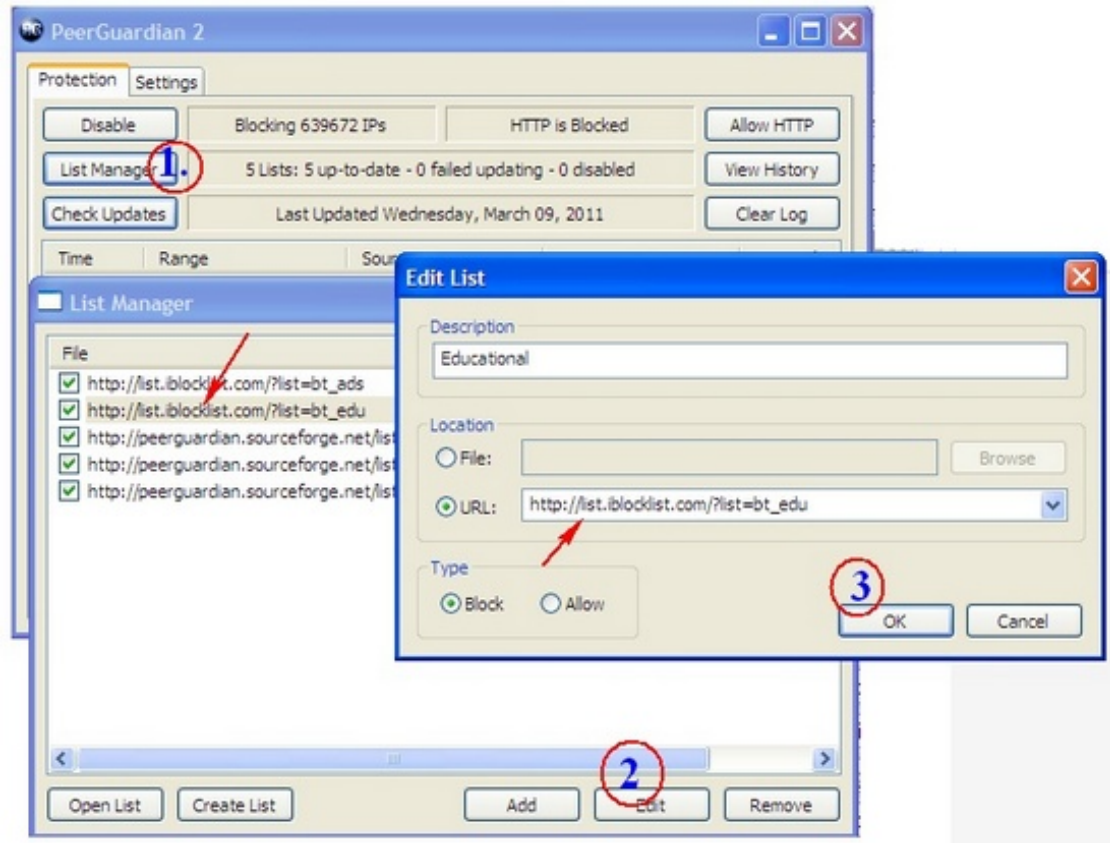 PeerGuardian 2
Protection Settings
Disable Blocking 639672 IPs HTTP is Blocked Allow HTTP
List Manager 1. 5 Lists: 5 up-to-date - 0 failed updating - 0 disabled View History
Check Updates Last Updated Wednesday, March 09, 2011 Clear Log
Time Range Sour
List Manager
File
http://list.iblocklist.com/?list=bt_ads
http://list.iblocklist.com/?list=bt_edu
http://peerguardian.sourceforge.net/list
http://peerguardian.sourceforge.net/list
http://peerguardian.sourceforge.net/list
Edit List
Description
Educational
Location
File: Browse
URL: http://list.iblocklist.com/?list=bt_edu
Type
Block Allow
3
OK Cancel
2
Open List Create List Add Edit Remove